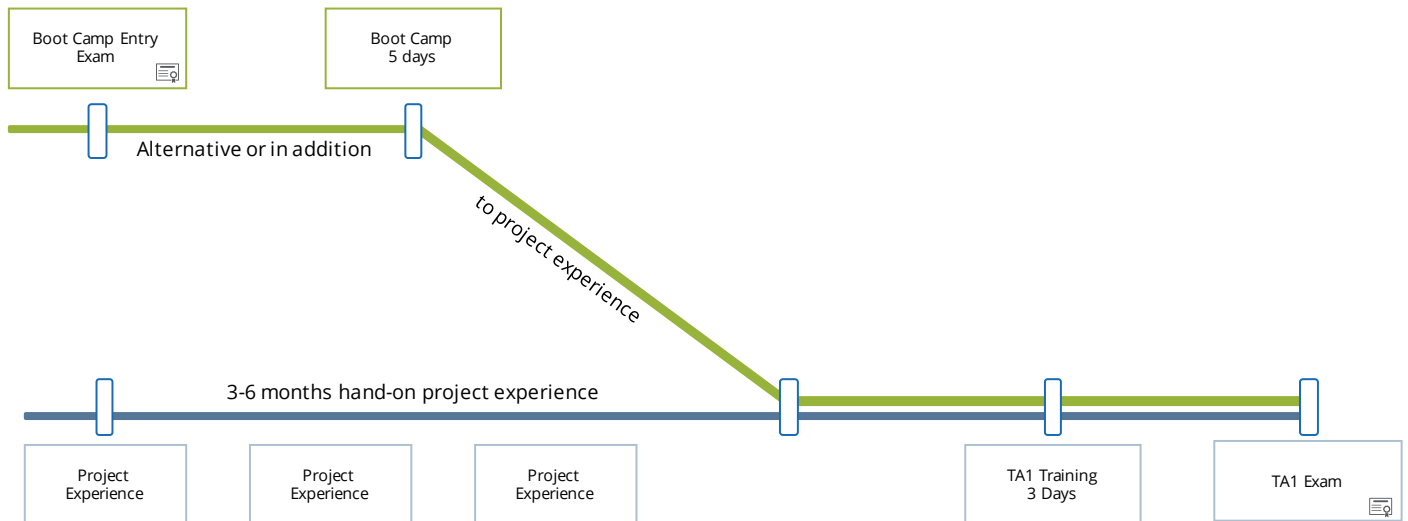 Boot Camp Entry
Exam
Boot Camp
5 days
Alternative or in addition
to project experience
3-6 months hand-on project experience
Project
Experience
Project
Experience
Project
Experience
TA1 Training
3 Days
TA1 Exam